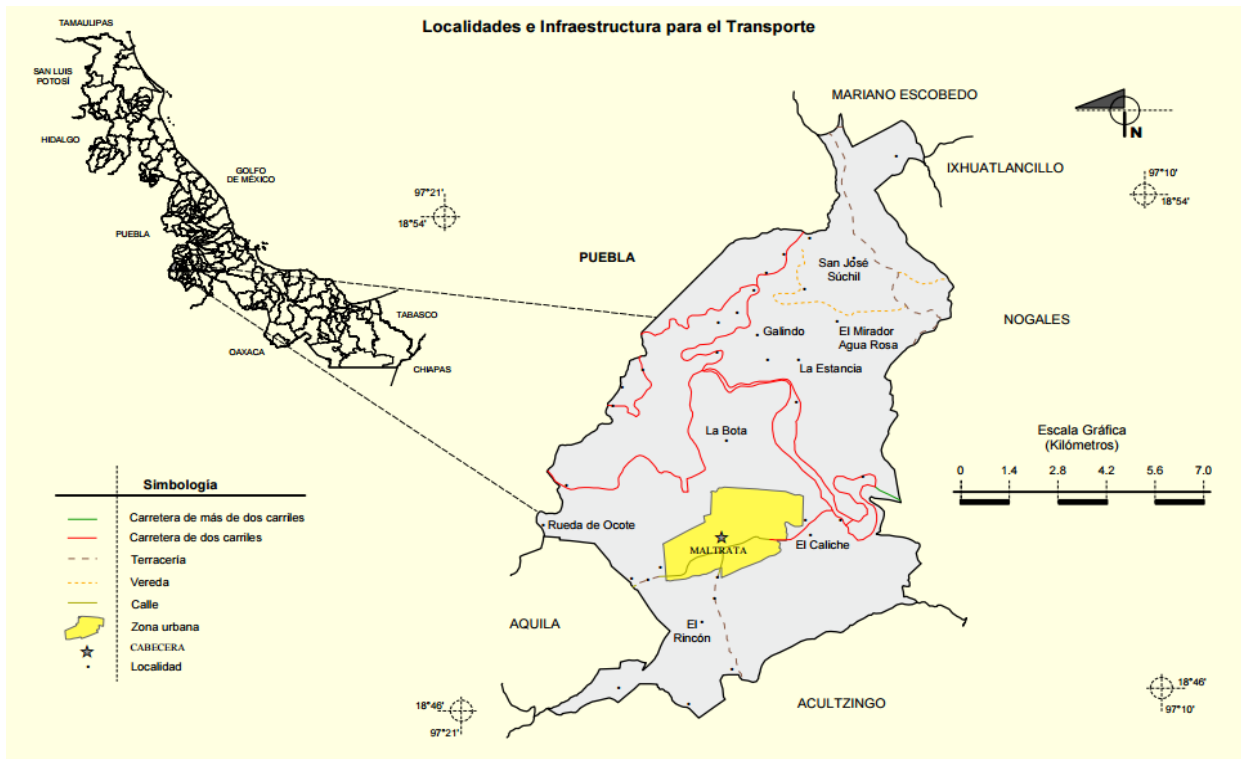 Localidades e Infraestructura para el Transporte
TAMAULIPAS
SAN LUIS
POTOSÍ
HIDALGO
GOLFO
DE MÉXICO
PUEBLA
TABASCO
OAXACA
CHIAPAS
97°21'
18°54'
MARIANO ESCOBEDO
N
IXHUATLANCILLO
97°10'
18°54'
PUEBLA
San José
Súchil
NOGALES
Galindo
El Mirador
Agua Rosa
La Estancia
La Bota
Escala Gráfica
(Kilómetros)
0 1.4 2.8 4.2 5.6 7.0
Rueda de Ocote
MALTRATA
El Caliche
AQUILA
El
Rincón
ACULTZINGO
18°46'
97°21'
18°46'
97°10'
Simbología
Carretera de más de dos carriles
Carretera de dos carriles
Terracería
Vereda
Calle
Zona urbana
CABECERA
Localidad